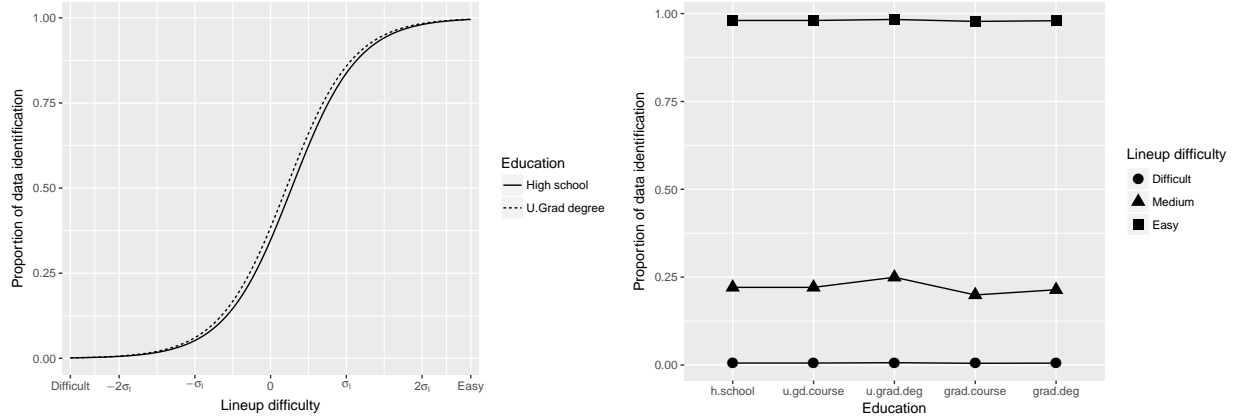 1.00
0.75
0.50
0.25
0.00
Proportion of data identification
Difficult −2σl −σl 0 σl 2σl Easy
Lineup difficulty
Education
High school
U.Grad degree
1.00
0.75
0.50
0.25
0.00
Proportion of data identification
h.school u.gd.course u.grad.deg grad.course grad.deg
Education
Lineup difficulty
Difficult
Medium
Easy